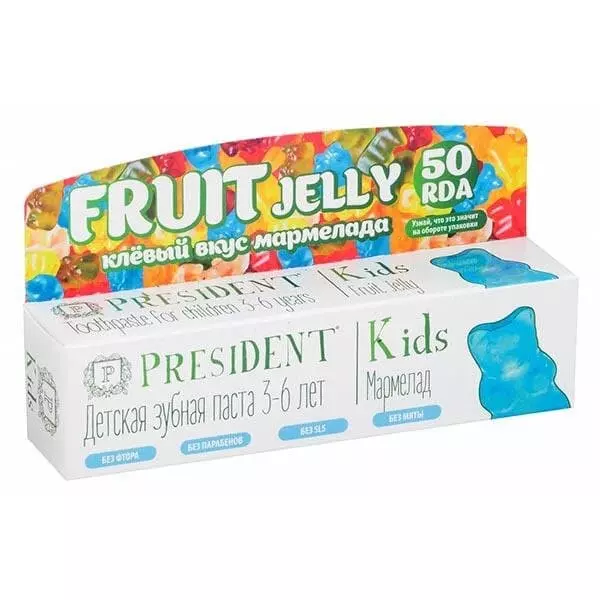 FRUIT JELLY
клёвый вкус мармелада
50
RDA
Узнай, что это значит
на обороте упаковки
P PRESIDENT
Toothpaste for children 3-6 years
Kids
Fruit Jelly
P PRESIDENT®
Детская зубная паста 3-6 лет
Kids
Мармелад
БЕЗ ФТОРА
БЕЗ ПАРАБЕНОВ
БЕЗ SLS
БЕЗ МЯТЫ
Kids